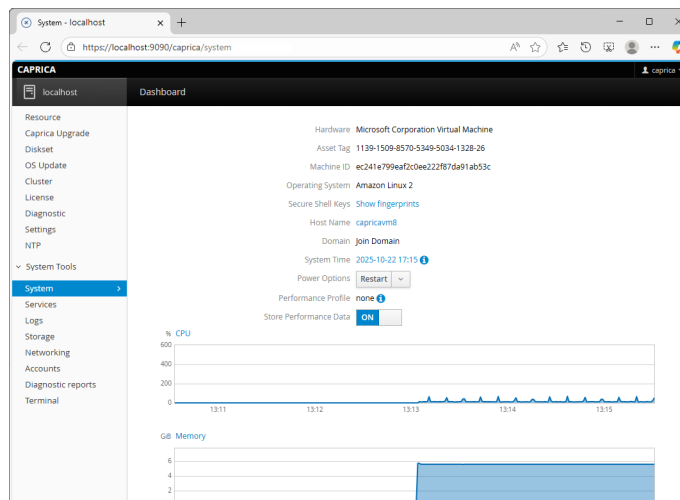 System - localhost
https://localhost:9090/caprica/system
CAPRICA
caprica
localhost
Dashboard
Resource
Caprica Upgrade
Diskset
OS Update
Cluster
License
Diagnostic
Settings
NTP
System Tools
System
Services
Logs
Storage
Networking
Accounts
Diagnostic reports
Terminal
Hardware Microsoft Corporation Virtual Machine
Asset Tag 1139-1509-8570-5349-5034-1328-26
Machine ID ec241e799eaf2c0ee222f87da91ab53c
Operating System Amazon Linux 2
Secure Shell Keys Show fingerprints
Host Name capricavm8
Domain Join Domain
System Time 2025-10-22 17:15
Power Options Restart
Performance Profile none
Store Performance Data ON
% CPU
600
400
200
0
13:11 13:12 13:13 13:14 13:15
GiB Memory
6
4
2